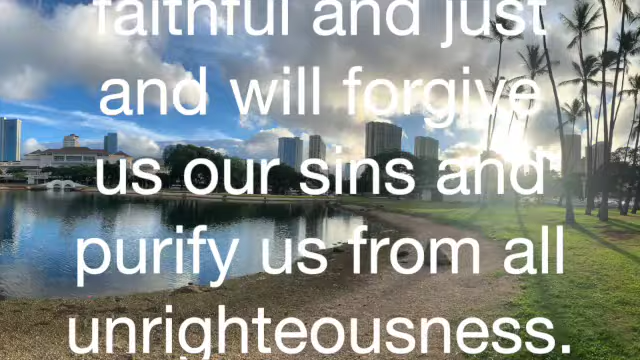 faithful and just
and will forgive
us our sins and
purify us from all
unrighteousness.